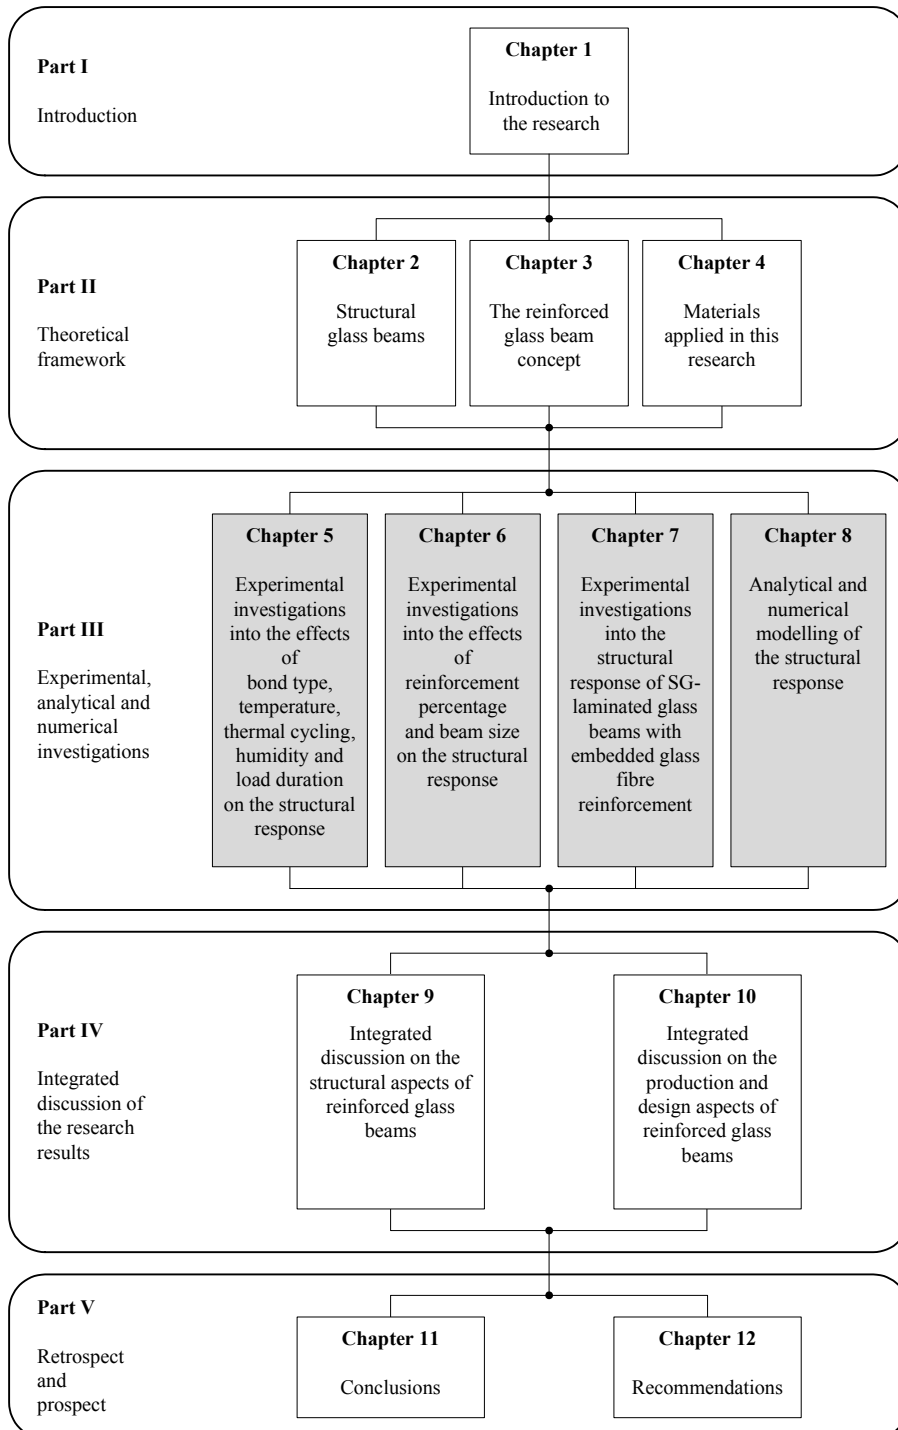 Part I
Introduction
Chapter 1
Introduction to
the research
Part II
Theoretical
framework
Chapter 2
Structural
glass beams
Chapter 3
The reinforced
glass beam
concept
Chapter 4
Materials
applied in this
research
Part III
Experimental,
analytical and
numerical
investigations
Chapter 5
Experimental
investigations
into the effects
of
bond type,
temperature,
thermal cycling,
humidity and
load duration
on the structural
response
Chapter 6
Experimental
investigations
into the effects
of
reinforcement
percentage
and beam size
on the structural
response
Chapter 7
Experimental
investigations
into the
structural
response of SG-
laminated glass
beams with
embedded glass
fibre
reinforcement
Chapter 8
Analytical and
numerical
modelling of
the structural
response
Part IV
Integrated
discussion of
the research
results
Chapter 9
Integrated
discussion on the
structural aspects of
reinforced glass
beams
Chapter 10
Integrated
discussion on the
production and
design aspects of
reinforced glass
beams
Part V
Retrospect
and
prospect
Chapter 11
Conclusions
Chapter 12
Recommendations